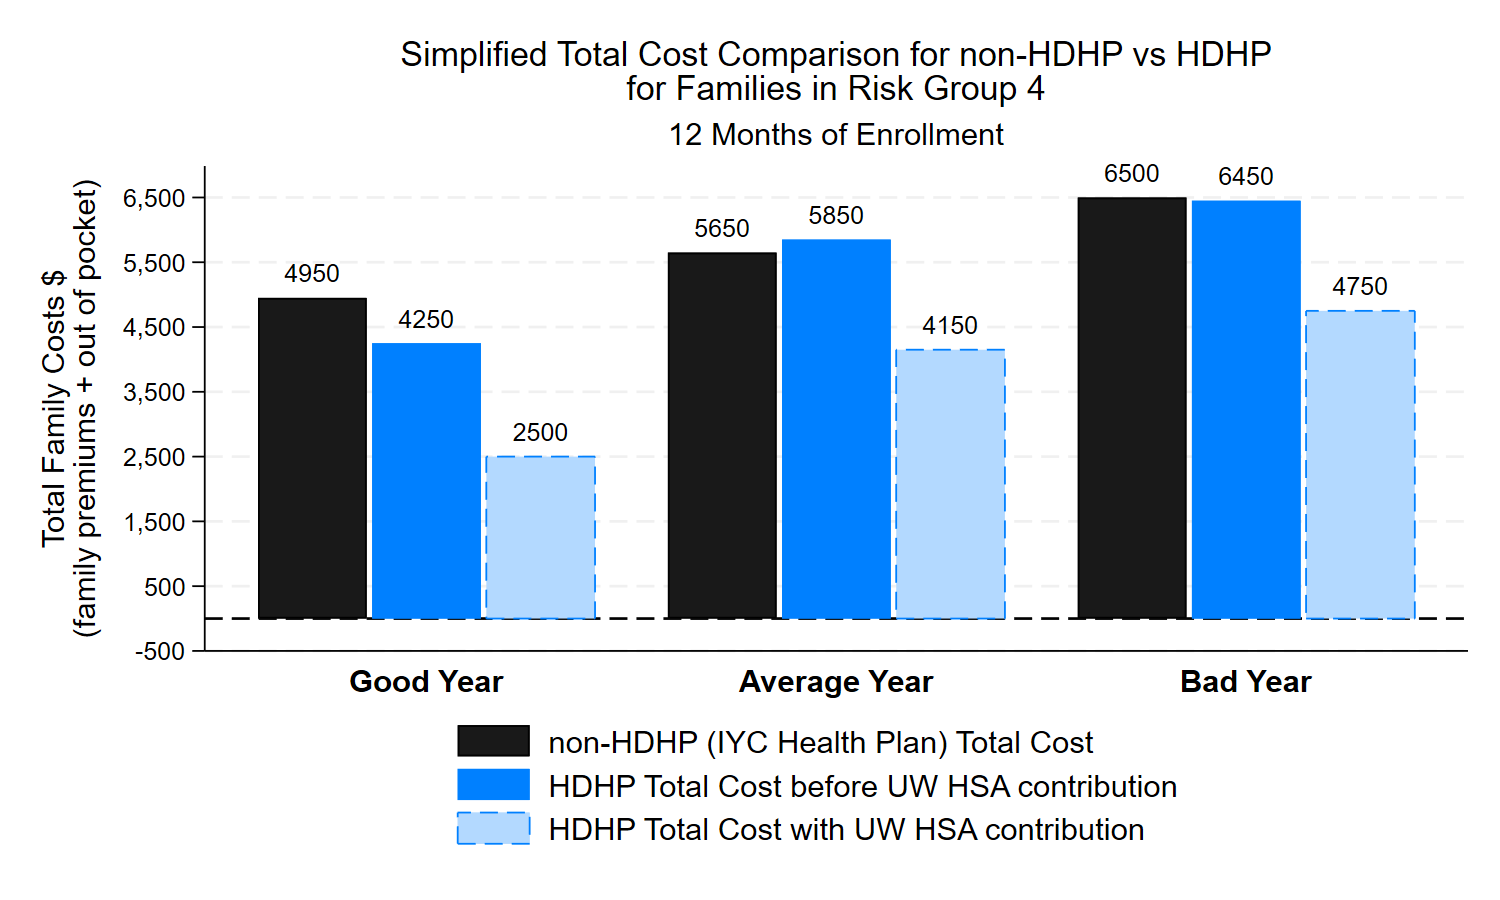 Simplified Total Cost Comparison for non-HDHP vs HDHP
for Families in Risk Group 4
12 Months of Enrollment
Total Family Costs $
(family premiums + out of pocket)
6,500
5,500
4,500
3,500
2,500
1,500
500
-500
4950
4250
2500
5650
5850
4150
6500
6450
4750
Good Year
Average Year
Bad Year
non-HDHP (IYC Health Plan) Total Cost
HDHP Total Cost before UW HSA contribution
HDHP Total Cost with UW HSA contribution